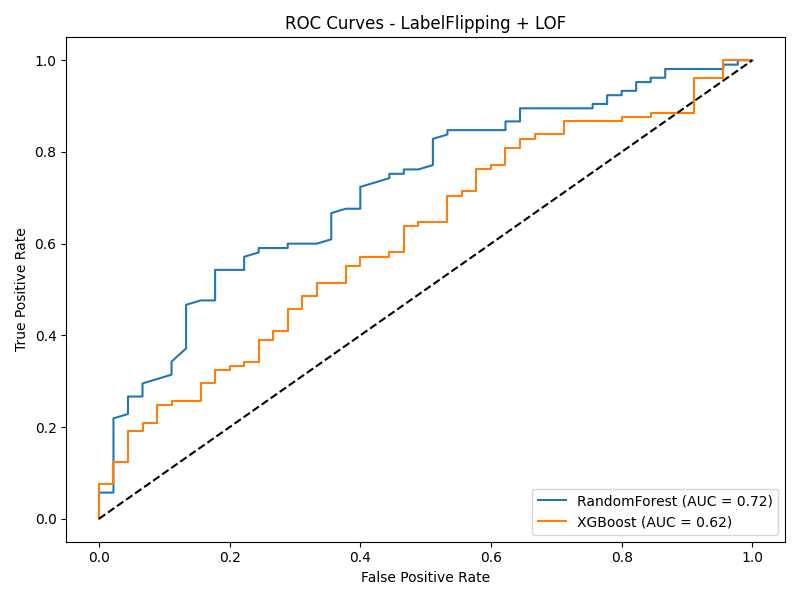 ROC Curves - LabelFlipping + LOF
True Positive Rate
1.0
0.8
0.6
0.4
0.2
0.0
RandomForest (AUC = 0.72)
XGBoost (AUC = 0.62)
0.0 0.2 0.4 0.6 0.8 1.0
False Positive Rate